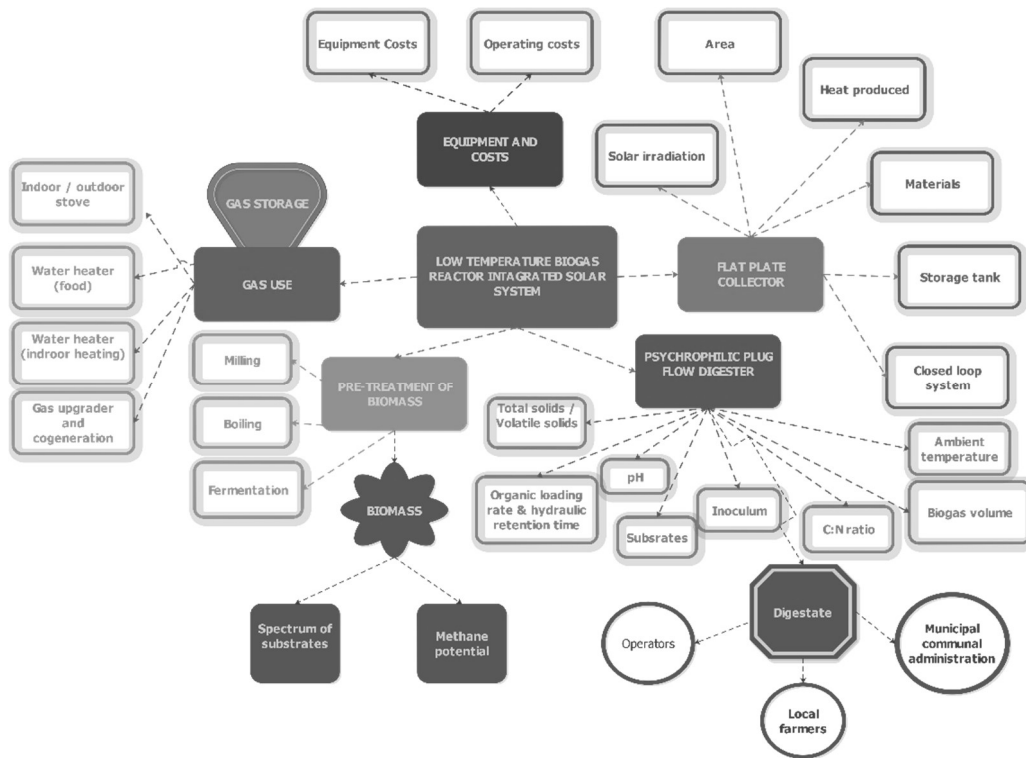 Equipment Costs
Operating costs
Area
Heat produced
EQUIPMENT AND
COSTS
Solar irradiation
Materials
Indoor / outdoor
stove
GAS STORAGE
Water heater
(food)
GAS USE
LOW TEMPERATURE BIOGAS
REACTOR INTAGRATED SOLAR
SYSTEM
FLAT PLATE
COLLECTOR
Storage tank
Water heater
(indroor heating)
Milling
PRE-TREATMENT OF
BIOMASS
PSYCHROPHILIC PLUG
FLOW DIGESTER
Closed loop
system
Gas upgrader
and
cogeneration
Boiling
Total solids /
Volatile solids
Ambient
temperature
Fermentation
BIOMASS
Organic loading
rate & hydraulic
retention time
pH
Subsrates
Inoculum
C:N ratio
Biogas volume
Spectrum of
substrates
Methane
potential
Digestate
Operators
Municipal
communal
administration
Local
farmers